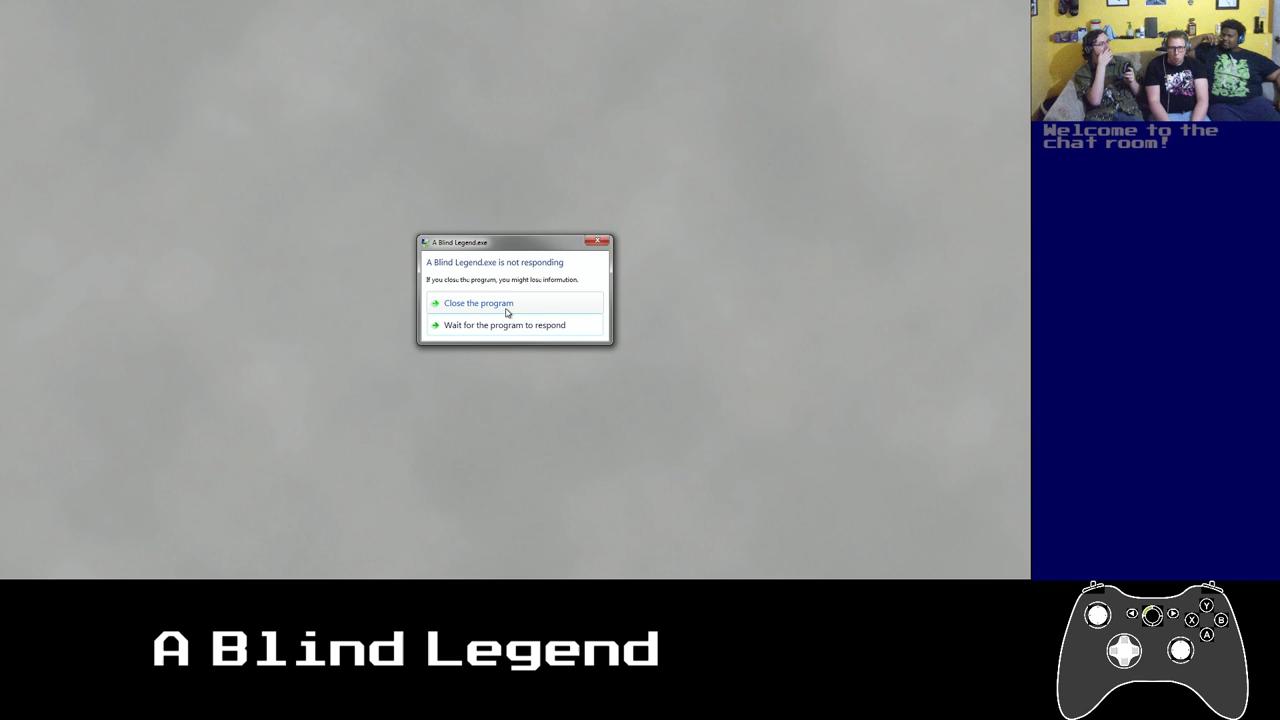 Welcome to the
chat room!
A Blind Legend.exe
A Blind Legend.exe is not responding
If you close the program, you might lose information.
Close the program
Wait for the program to respond
A Blind Legend
Y
X
B
A